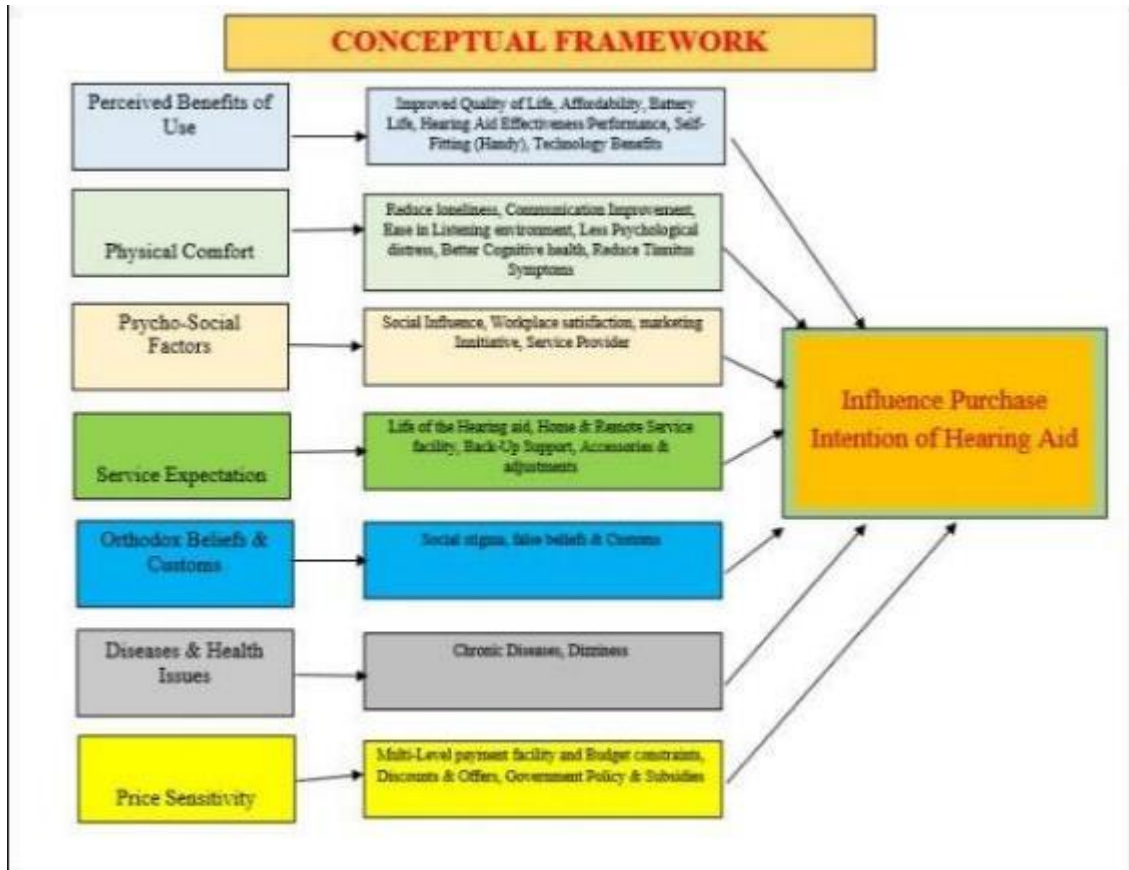 CONCEPTUAL FRAMEWORK
Perceived Benefits of
Use
Improved Quality of Life, Affordability, Battery
Life, Hearing Aid Effectiveness Performance, Self-
Fitting (Handy), Technology Benefits
Physical Comfort
Reduce loneliness, Communication Improvement,
Ease in Listening environment, Less Psychological
distress, Better Cognitive health, Reduce Tinnitus
Symptoms
Psycho-Social
Factors
Social Influence, Workplace satisfaction, marketing
Innitiative, Service Provider
Influence Purchase
Intention of Hearing Aid
Service Expectation
Life of the Hearing aid, Home & Remote Service
facility, Back-Up Support, Accessories &
adjustments
Orthodox Beliefs &
Customs
Social stigma, false beliefs & Customs
Diseases & Health
Issues
Chronic Diseases, Dizziness
Price Sensitivity
Multi-Level payment facility and Budget constraints,
Discounts & Offers, Government Policy & Subsidies